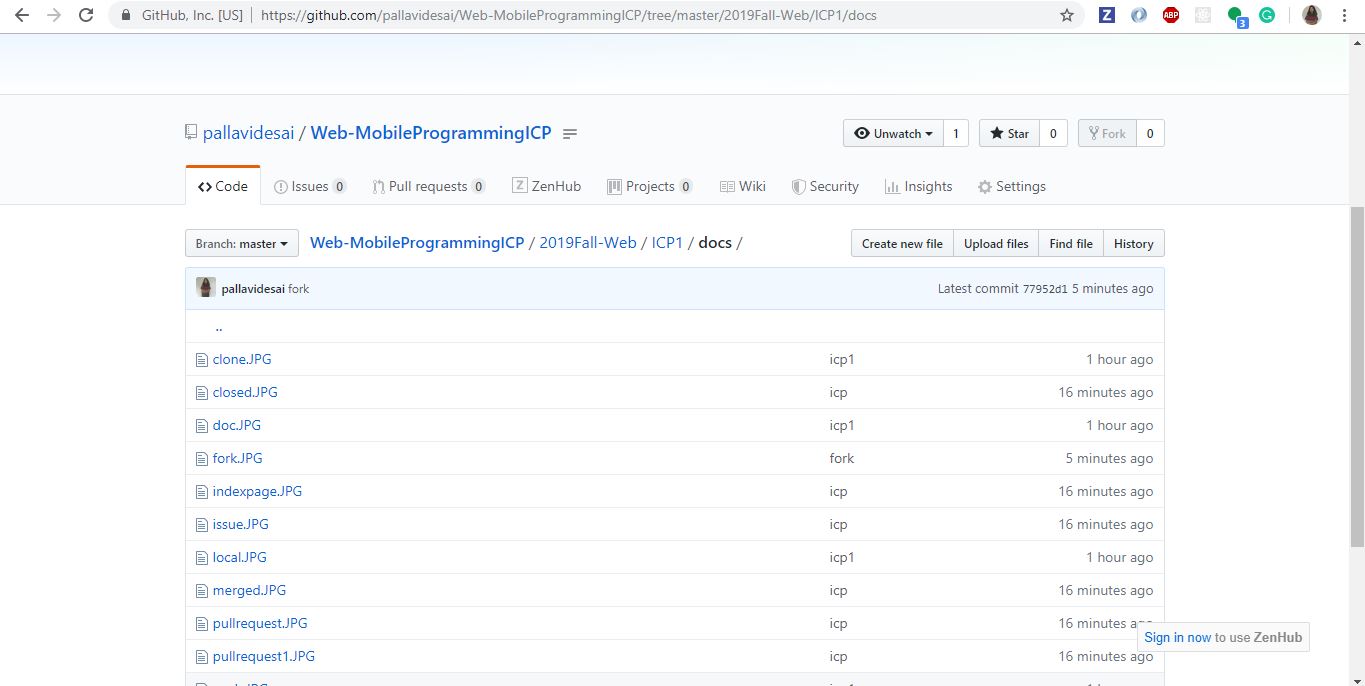 GitHub, Inc. [US] | https://github.com/pallavidesai/Web-MobileProgrammingICP/tree/master/2019Fall-Web/ICP1/docs
Z ABP 3 G
pallavidesai / Web-MobileProgrammingICP
Unwatch 1 Star 0 Fork 0
Code Issues 0 Pull requests 0 Z ZenHub Projects 0 Wiki Security Insights Settings
Branch: master Web-MobileProgrammingICP / 2019Fall-Web / ICP1 / docs / Create new file Upload files Find file History
pallavidesai fork Latest commit 77952d1 5 minutes ago
..
clone.JPG icp1 1 hour ago
closed.JPG icp 16 minutes ago
doc.JPG icp1 1 hour ago
fork.JPG fork 5 minutes ago
indexpage.JPG icp 16 minutes ago
issue.JPG icp 16 minutes ago
local.JPG icp1 1 hour ago
merged.JPG icp 16 minutes ago
pullrequest.JPG icp 16 minutes ago
Sign in now to use ZenHub
pullrequest1.JPG icp 16 minutes ago